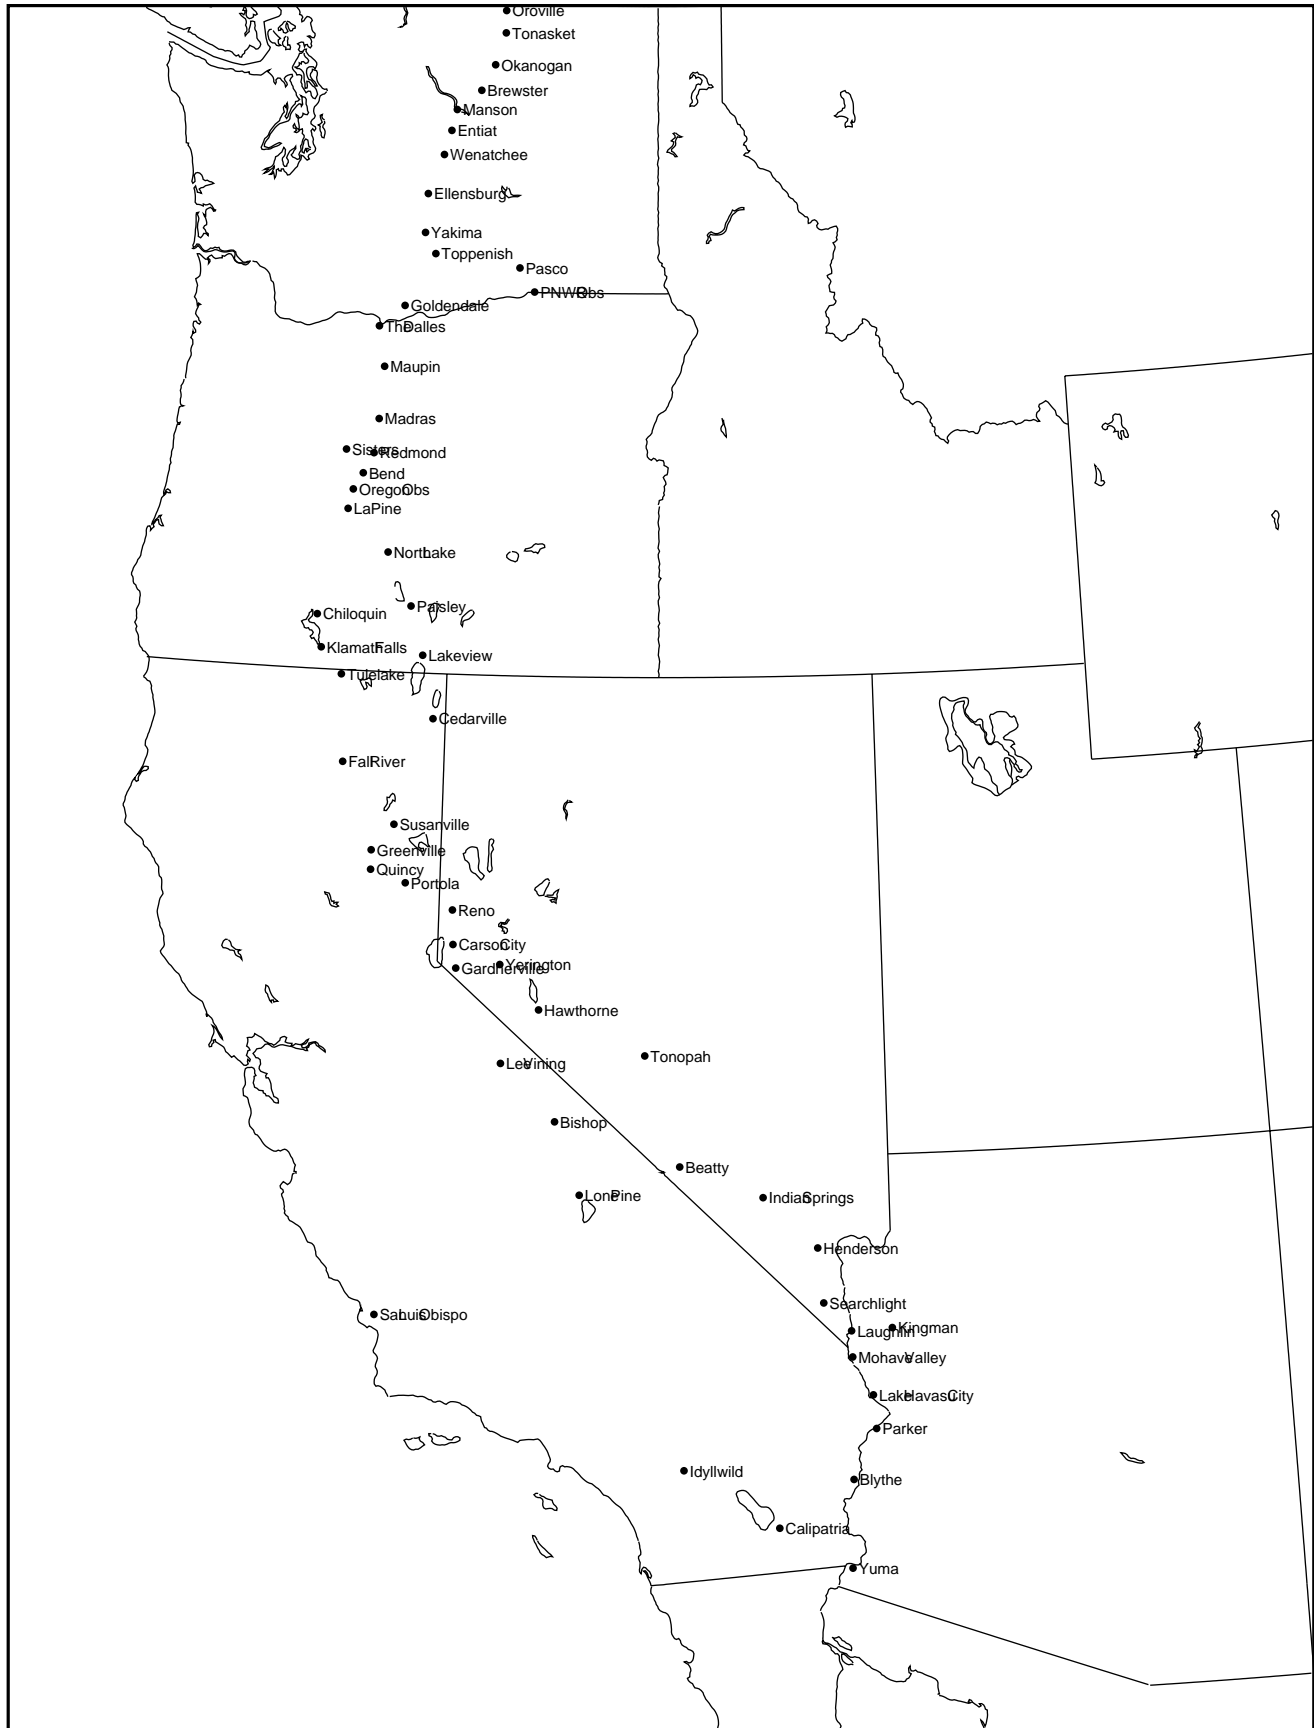 Oroville
Tonasket
Okanogan
Brewster
Manson
Entiat
Wenatchee
Ellensburg
Yakima
Toppenish
Pasco
PNWRObs
Goldendale
TheDalles
Maupin
Madras
Sisters
Redmond
Bend
OregonObs
LaPine
NorthLake
Paisley
Chiloquin
KlamathFalls
Lakeview
Tulelake
Cedarville
FallRiver
Susanville
Greenville
Quincy
Portola
Reno
CarsonCity
Yerington
Gardnerville
Hawthorne
Tonopah
LeeVining
Bishop
Beatty
LonePine
IndianSprings
Henderson
Searchlight
SanLuisObispo
Kingman
Laughlin
MohaveValley
LakeHavasuCity
Parker
Idyllwild
Blythe
Calipatria
Yuma